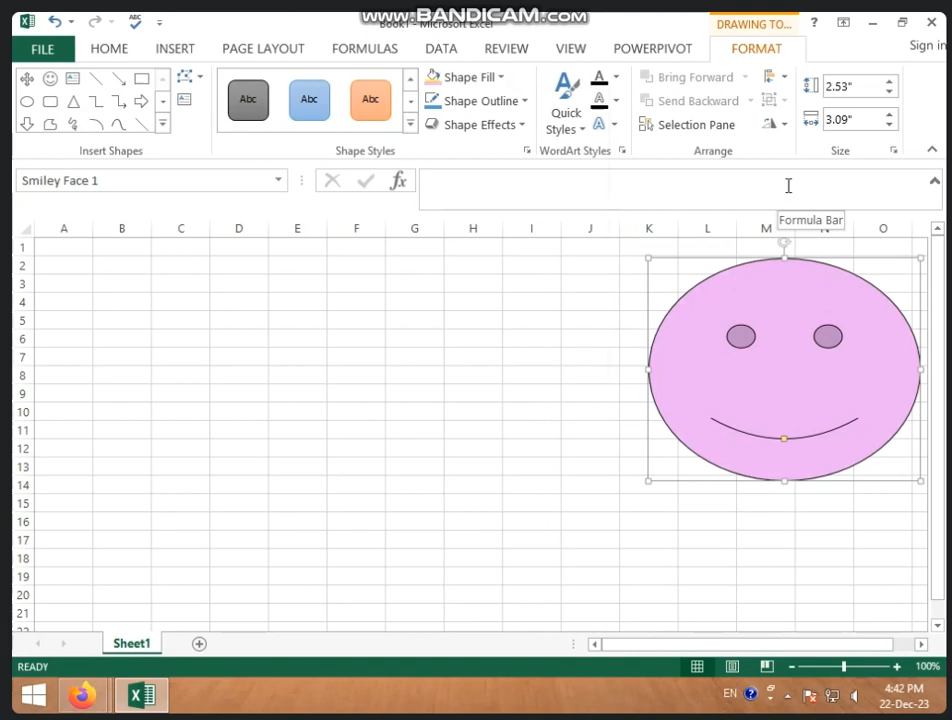 WWW.BANDICAM.COM
Book1 - Microsoft Excel
DRAWING TO...
?
FILE
HOME
INSERT
PAGE LAYOUT
FORMULAS
DATA
REVIEW
VIEW
POWERPIVOT
FORMAT
Sign in
Abc
Abc
Abc
Shape Fill
Shape Outline
Shape Effects
Quick
Styles
Bring Forward
Send Backward
Selection Pane
2.53"
3.09"
Insert Shapes
Shape Styles
WordArt Styles
Arrange
Size
Smiley Face 1
fx
Formula Bar
A B C D E F G H I J K L M N O
1
2
3
4
5
6
7
8
9
10
11
12
13
14
15
16
17
18
19
20
21
22
Sheet1
READY
100%
EN
4:42 PM
22-Dec-23